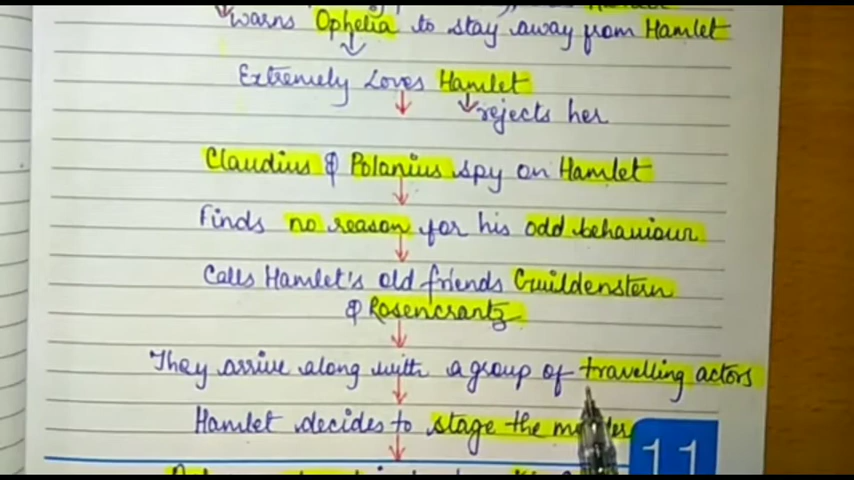 warns Ophelia to stay away from Hamlet
Extremely Loves Hamlet
rejects her
Claudius & Polanius spy on Hamlet
Finds no reason for his odd behaviour
Calls Hamlet's old friends Guildenstern
& Rosencrantz
They arrive along with a group of travelling actors
Hamlet decides to stage the
11